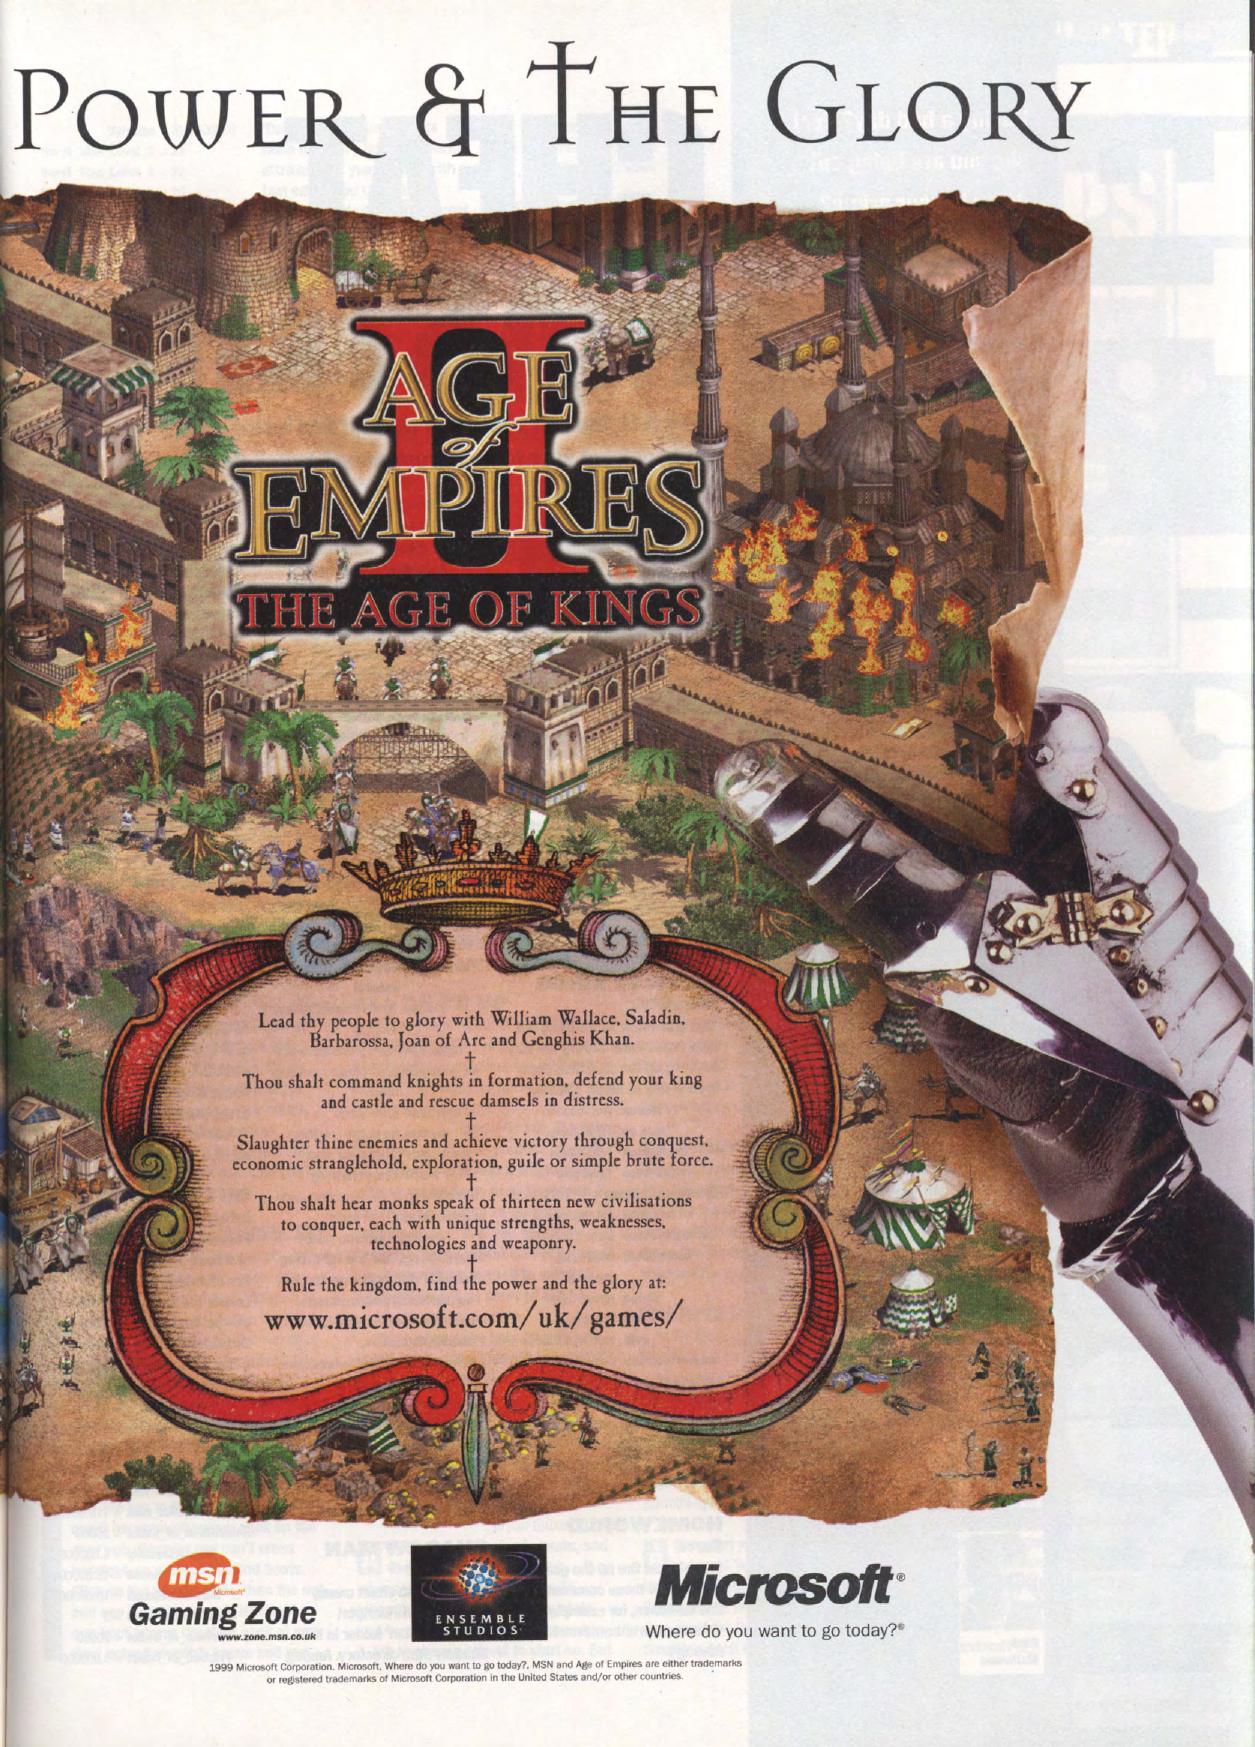 POWER & THE GLORY
AGE
of
EMPIRES
II
THE AGE OF KINGS
Lead thy people to glory with William Wallace, Saladin,
Barbarossa, Joan of Arc and Genghis Khan.
†
Thou shalt command knights in formation, defend your king
and castle and rescue damsels in distress.
†
Slaughter thine enemies and achieve victory through conquest,
economic stranglehold, exploration, guile or simple brute force.
†
Thou shalt hear monks speak of thirteen new civilisations
to conquer, each with unique strengths, weaknesses,
technologies and weaponry.
†
Rule the kingdom, find the power and the glory at:
www.microsoft.com/uk/games/
msn
Microsoft
Gaming Zone
www.zone.msn.co.uk
ENSEMBLE
STUDIOS
Microsoft®
Where do you want to go today?®
1999 Microsoft Corporation. Microsoft, Where do you want to go today?, MSN and Age of Empires are either trademarks
or registered trademarks of Microsoft Corporation in the United States and/or other countries.